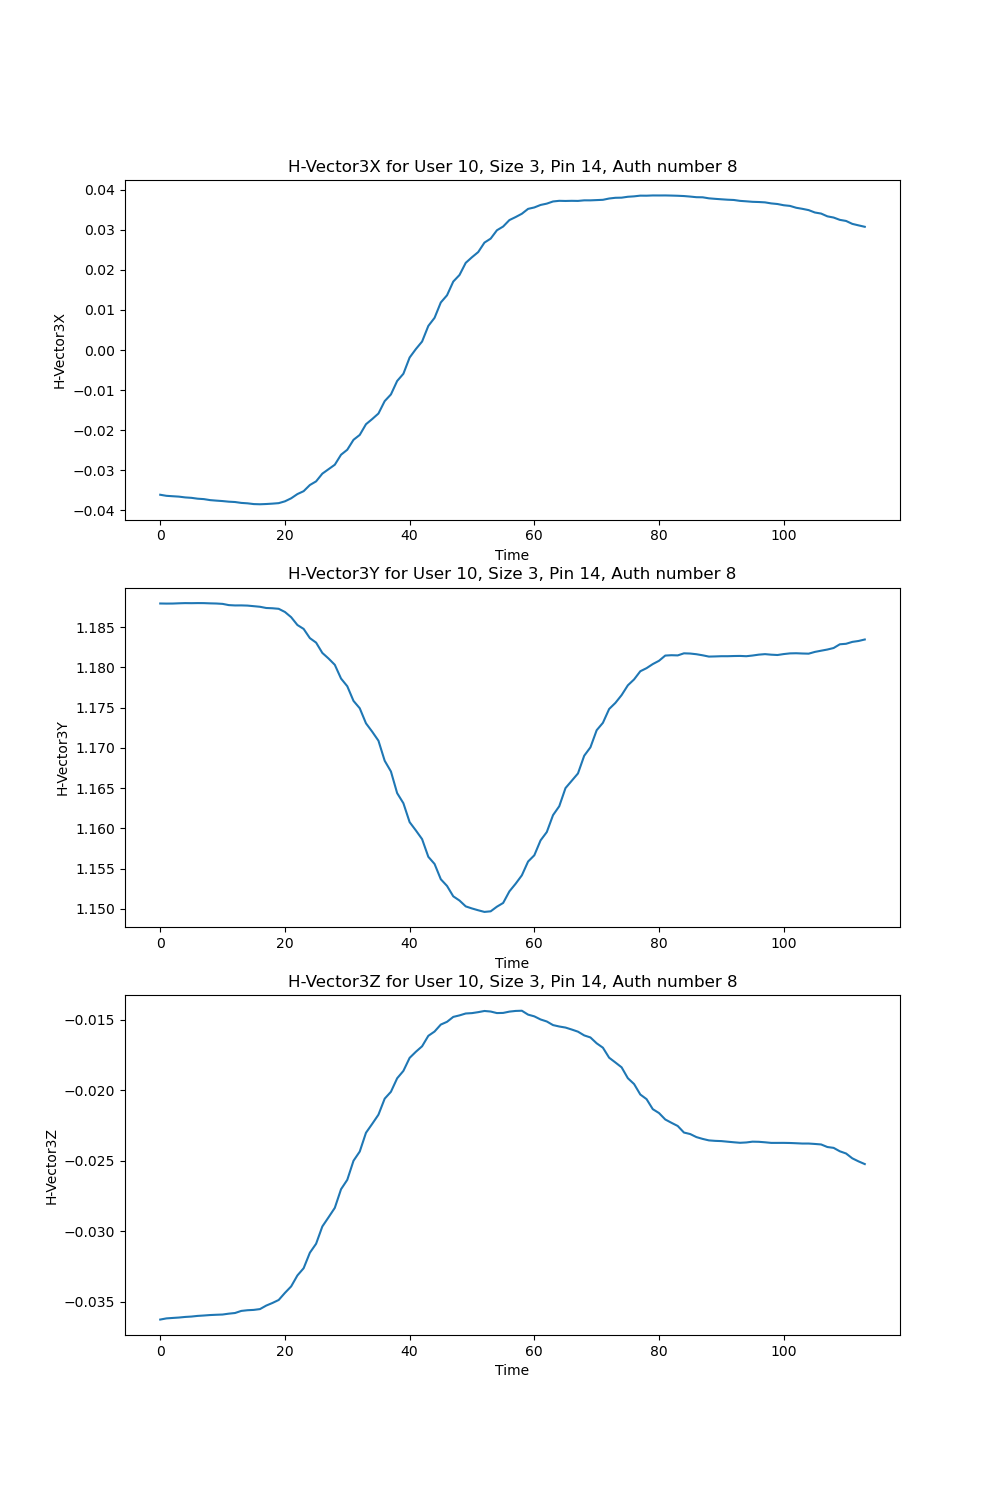 H-Vector3X for User 10, Size 3, Pin 14, Auth number 8
0.04
0.03
0.02
0.01
0.00
−0.01
−0.02
−0.03
−0.04
H-Vector3X
0 20 40 60 80 100
Time
H-Vector3Y for User 10, Size 3, Pin 14, Auth number 8
1.185
1.180
1.175
1.170
1.165
1.160
1.155
1.150
H-Vector3Y
0 20 40 60 80 100
Time
H-Vector3Z for User 10, Size 3, Pin 14, Auth number 8
−0.015
−0.020
−0.025
−0.030
−0.035
H-Vector3Z
0 20 40 60 80 100
Time